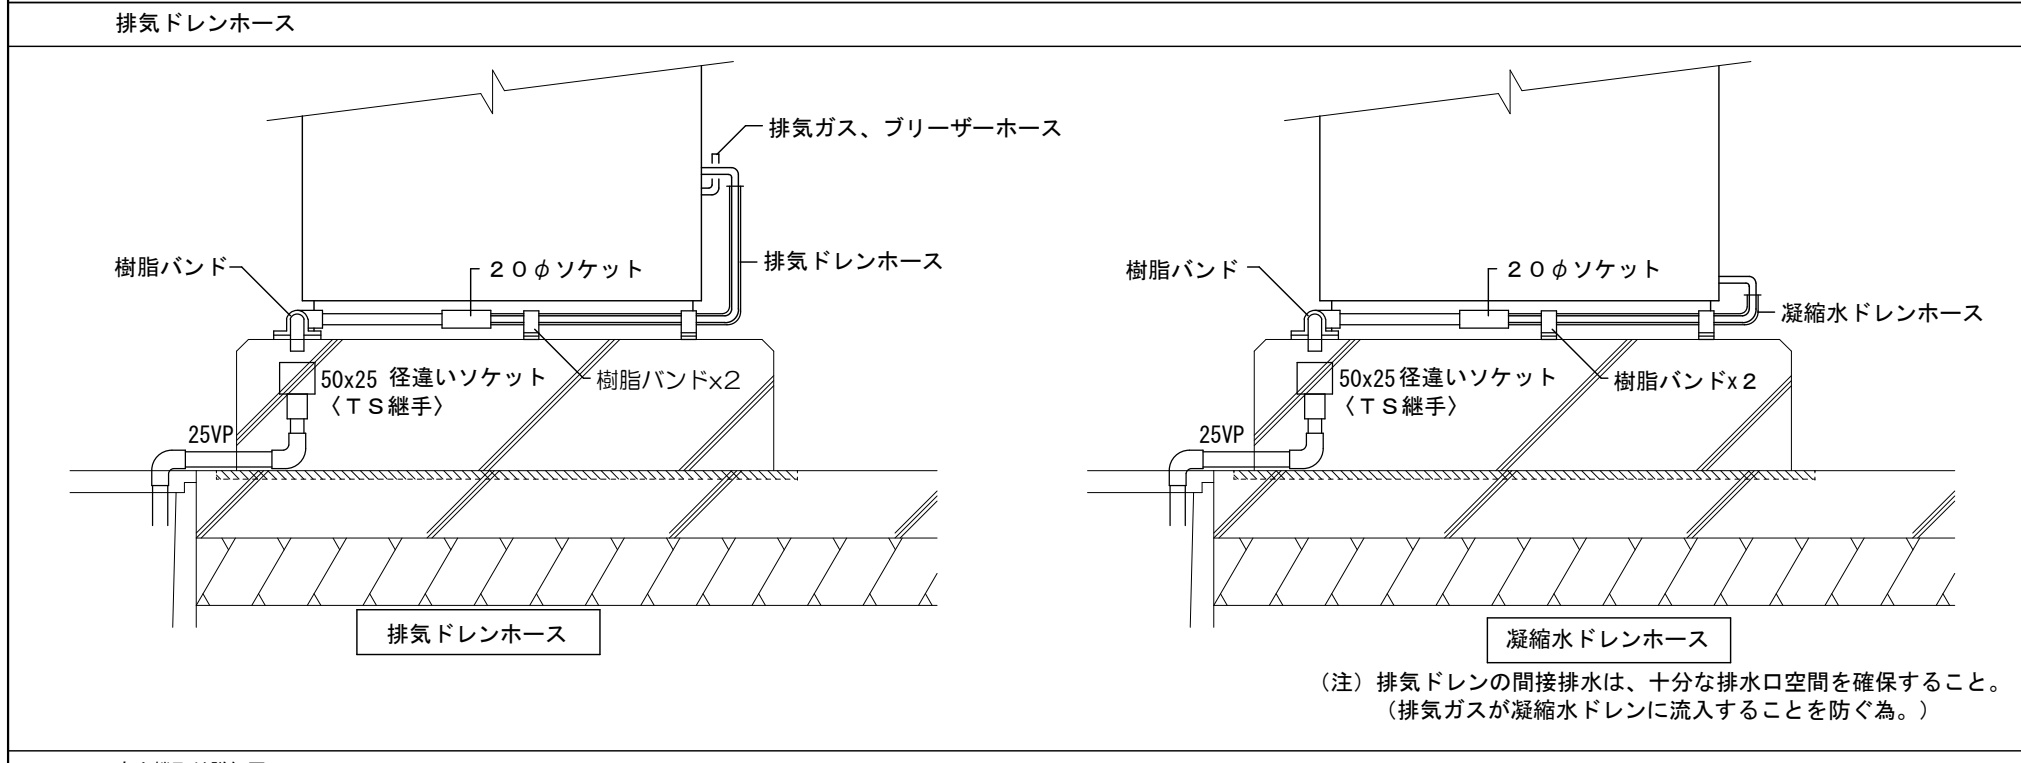 排気ドレンホース
排気ガス、ブリーザーホース
樹脂バンド
２０φソケット
排気ドレンホース
50x25 径違いソケット
〈ＴＳ継手〉
樹脂バンドx2
25VP
排気ドレンホース
樹脂バンド
２０φソケット
凝縮水ドレンホース
50x25 径違いソケット
〈ＴＳ継手〉
樹脂バンドx２
25VP
凝縮水ドレンホース
（注）排気ドレンの間接排水は、十分な排水口空間を確保すること。
（排気ガスが凝縮水ドレンに流入することを防ぐ為。）